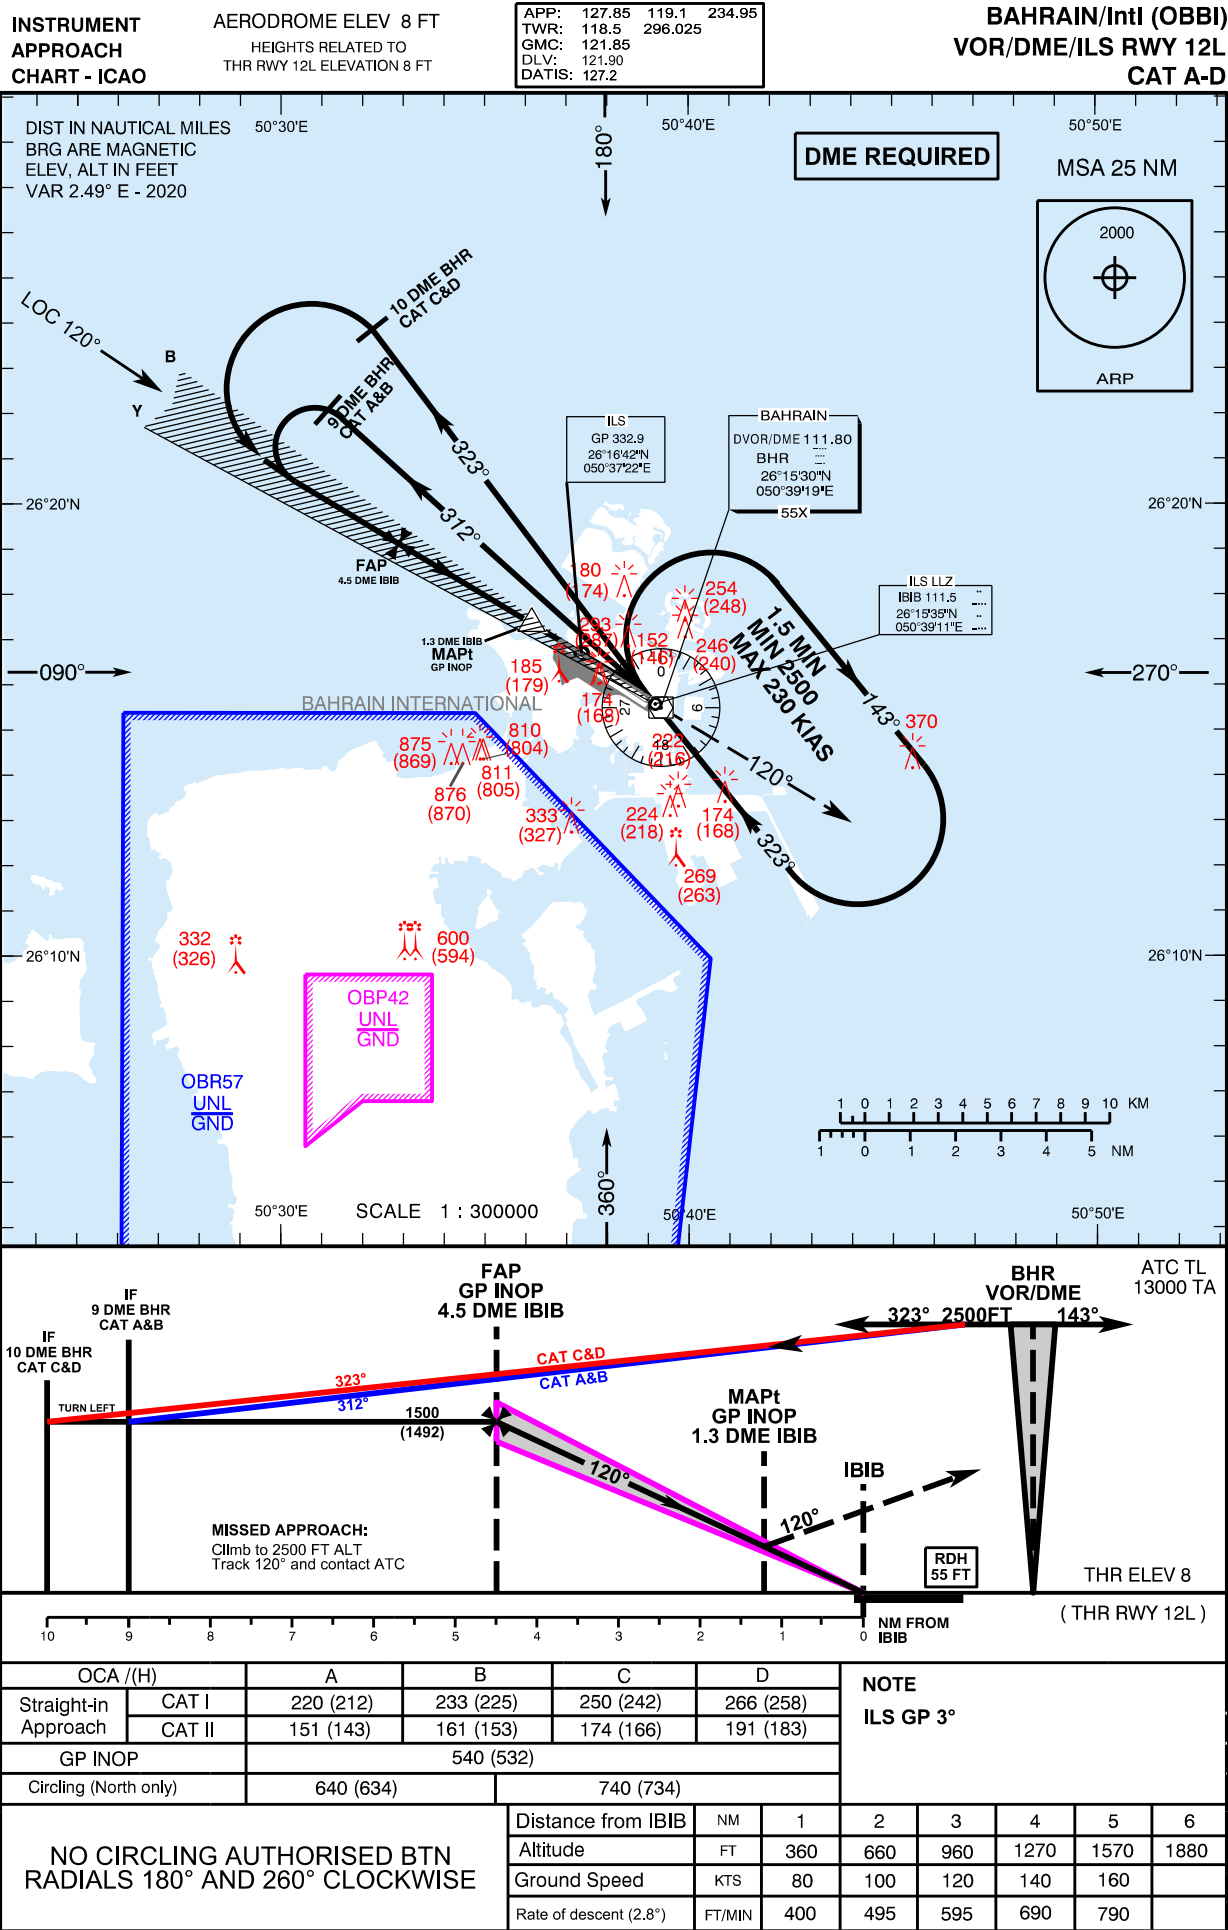 INSTRUMENT
APPROACH
CHART - ICAO
AERODROME ELEV 8 FT
HEIGHTS RELATED TO
THR RWY 12L ELEVATION 8 FT
APP: 127.85 119.1 234.95
TWR: 118.5 296.025
GMC: 121.85
DLV: 121.90
DATIS: 127.2
BAHRAIN/Intl (OBBI)
VOR/DME/ILS RWY 12L
CAT A-D
DIST IN NAUTICAL MILES
BRG ARE MAGNETIC
ELEV, ALT IN FEET
VAR 2.49° E - 2020
50°30'E
50°40'E
50°50'E
180°
DME REQUIRED
MSA 25 NM
2000
ARP
LOC 120°
B
Y
10 DME BHR
CAT C&D
9 DME BHR
CAT A&B
323°
312°
ILS
GP 332.9
26°16'42"N
050°37'22"E
BAHRAIN
DVOR/DME 111.80
BHR
26°15'30"N
050°39'19"E
55X
26°20'N
26°20'N
FAP
4.5 DME IBIB
ILS LLZ
IBIB 111.5
26°15'35"N
050°39'11"E
80
(74)
254
(248)
293
(287)
152
(146)
246
(240)
1.5 MIN
MIN 2500
MAX 230 KIAS
1.3 DME IBIB
MAPt
GP INOP
185
(179)
174
(168)
0
6
18
27
090°
270°
BAHRAIN INTERNATIONAL
143°
370
875
(869)
810
(804)
811
(805)
876
(870)
222
(216)
120°
333
(327)
224
(218)
174
(168)
323°
269
(263)
332
(326)
600
(594)
26°10'N
26°10'N
OBP42
UNL
GND
OBR57
UNL
GND
1 0 1 2 3 4 5 6 7 8 9 10 KM
1 0 1 2 3 4 5 NM
360°
50°30'E
SCALE 1 : 300000
50°40'E
50°50'E
FAP
GP INOP
4.5 DME IBIB
BHR
VOR/DME
ATC TL
13000 TA
IF
9 DME BHR
CAT A&B
IF
10 DME BHR
CAT C&D
323° 2500FT 143°
CAT C&D
CAT A&B
323°
312°
TURN LEFT
1500
(1492)
MAPt
GP INOP
1.3 DME IBIB
120°
IBIB
120°
MISSED APPROACH:
Climb to 2500 FT ALT
Track 120° and contact ATC
RDH
55 FT
THR ELEV 8
( THR RWY 12L )
10 9 8 7 6 5 4 3 2 1 0
NM FROM
IBIB
OCA /(H) A B C D
Straight-in
Approach
CAT I 220 (212) 233 (225) 250 (242) 266 (258)
CAT II 151 (143) 161 (153) 174 (166) 191 (183)
GP INOP 540 (532)
Circling (North only) 640 (634) 740 (734)
NOTE
ILS GP 3°
NO CIRCLING AUTHORISED BTN
RADIALS 180° AND 260° CLOCKWISE
Distance from IBIB NM 1 2 3 4 5 6
Altitude FT 360 660 960 1270 1570 1880
Ground Speed KTS 80 100 120 140 160
Rate of descent (2.8°) FT/MIN 400 495 595 690 790